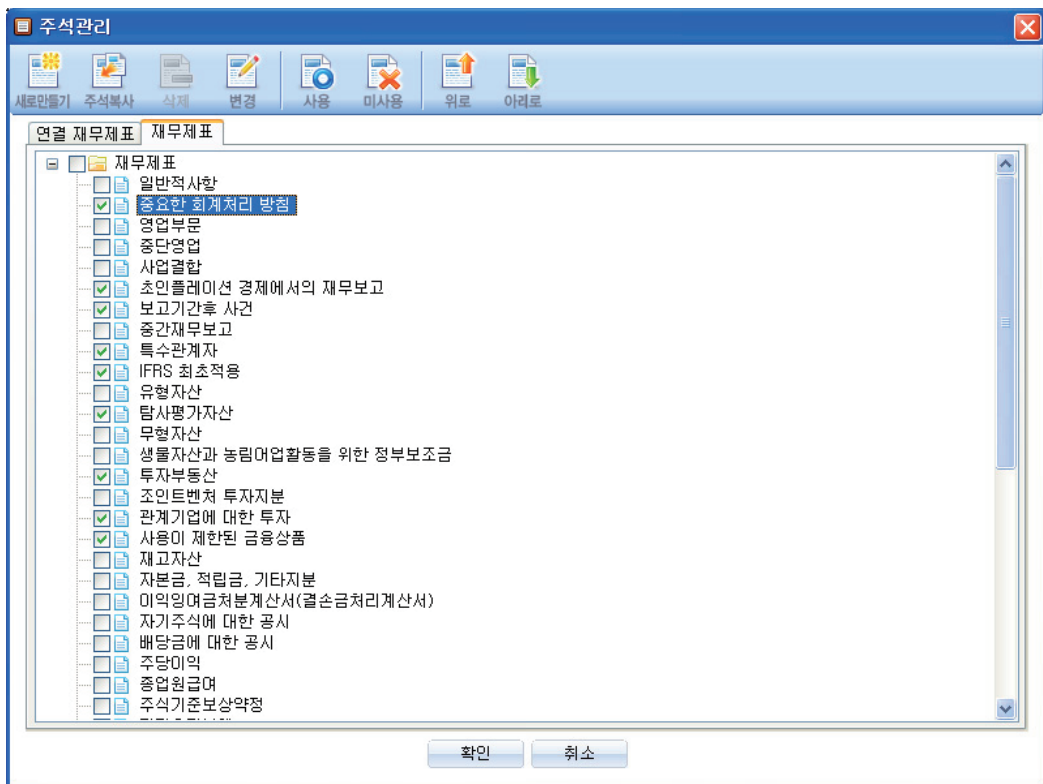 주석관리
새로만들기 주석복사 삭제 변경 사용 미사용 위로 아리로
연결 재무제표 재무제표
재무제표
일반적사항
중요한 회계처리 방침
영업부문
중단영업
사업결합
초인플레이션 경제에서의 재무보고
보고기간후 사건
중간재무보고
특수관계자
IFRS 최초적용
유형자산
탐사평가자산
무형자산
생물자산과 농림어업활동을 위한 정부보조금
투자부동산
조인트벤처 투자지분
관계기업에 대한 투자
사용이 제한된 금융상품
재고자산
자본금, 적립금, 기타지분
이익잉여금처분계산서(결손금처리계산서)
자기주식에 대한 공시
배당금에 대한 공시
주당이익
종업원급여
주식기준보상약정
확인 취소